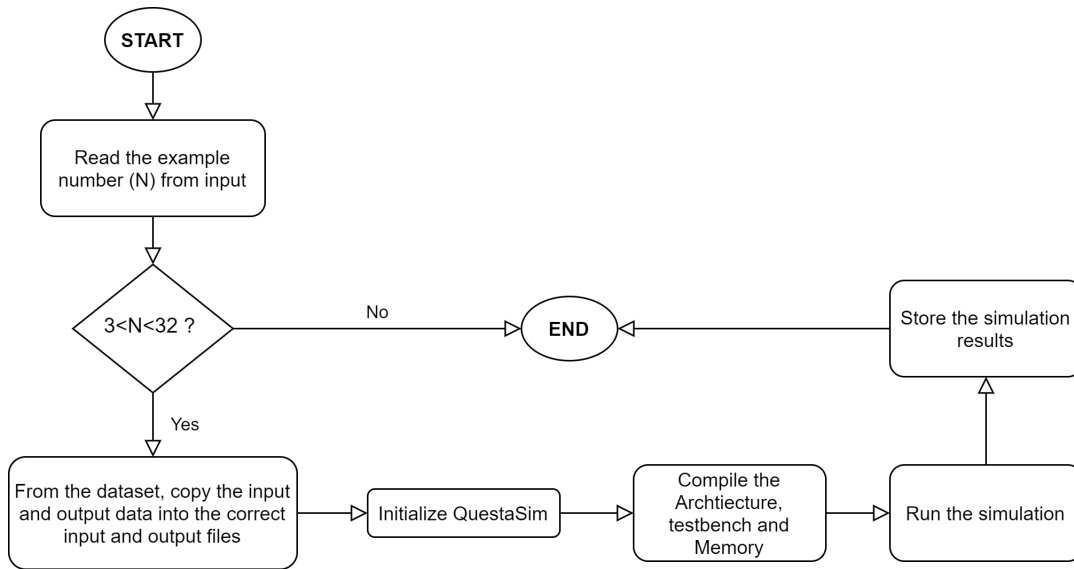 START
Read the example
number (N) from input
3<N<32 ?
No
END
Yes
From the dataset, copy the input
and output data into the correct
input and output files
Initialize QuestaSim
Compile the
Archtiecture,
testbench and
Memory
Run the simulation
Store the simulation
results